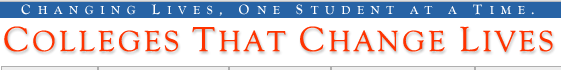 Changing Lives, One Student at a Time.
Colleges That Change Lives